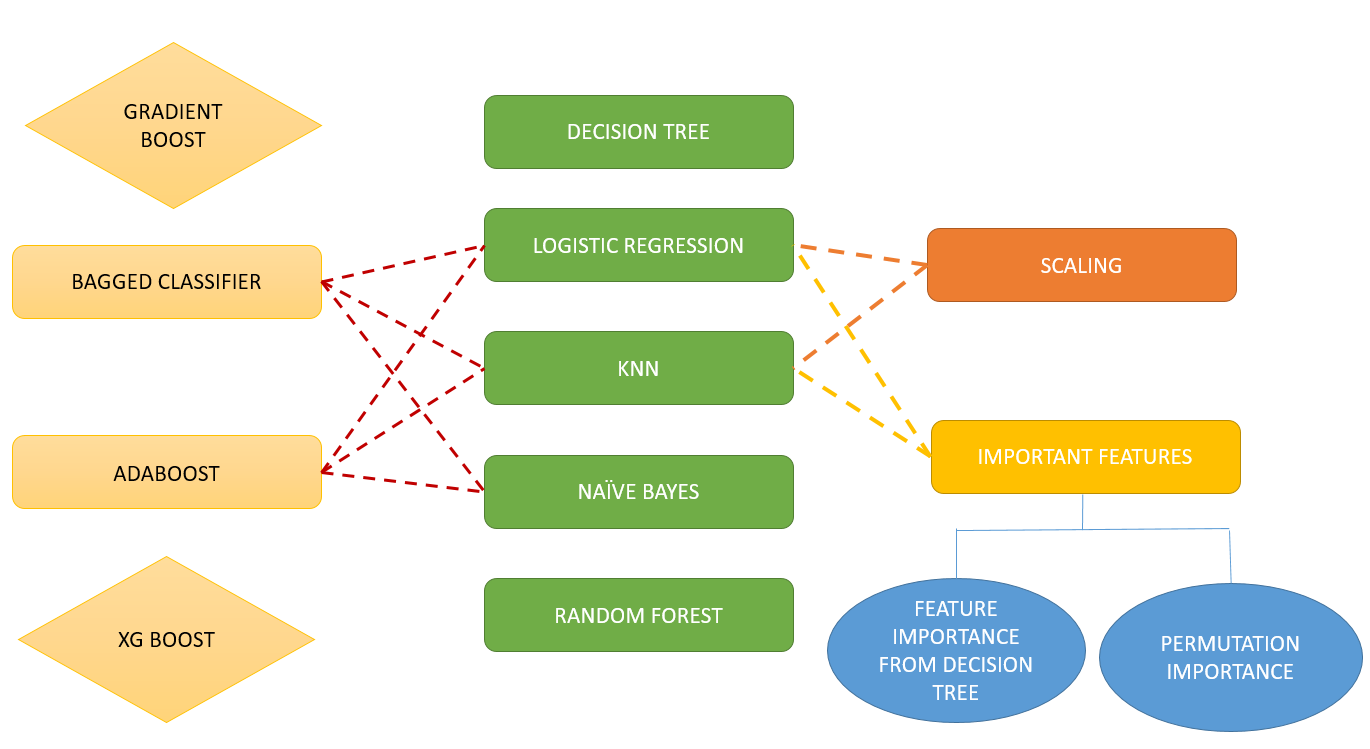 GRADIENT
BOOST
DECISION TREE
LOGISTIC REGRESSION
SCALING
BAGGED CLASSIFIER
KNN
IMPORTANT FEATURES
ADABOOST
NAÏVE BAYES
RANDOM FOREST
XG BOOST
FEATURE
IMPORTANCE
FROM DECISION
TREE
PERMUTATION
IMPORTANCE